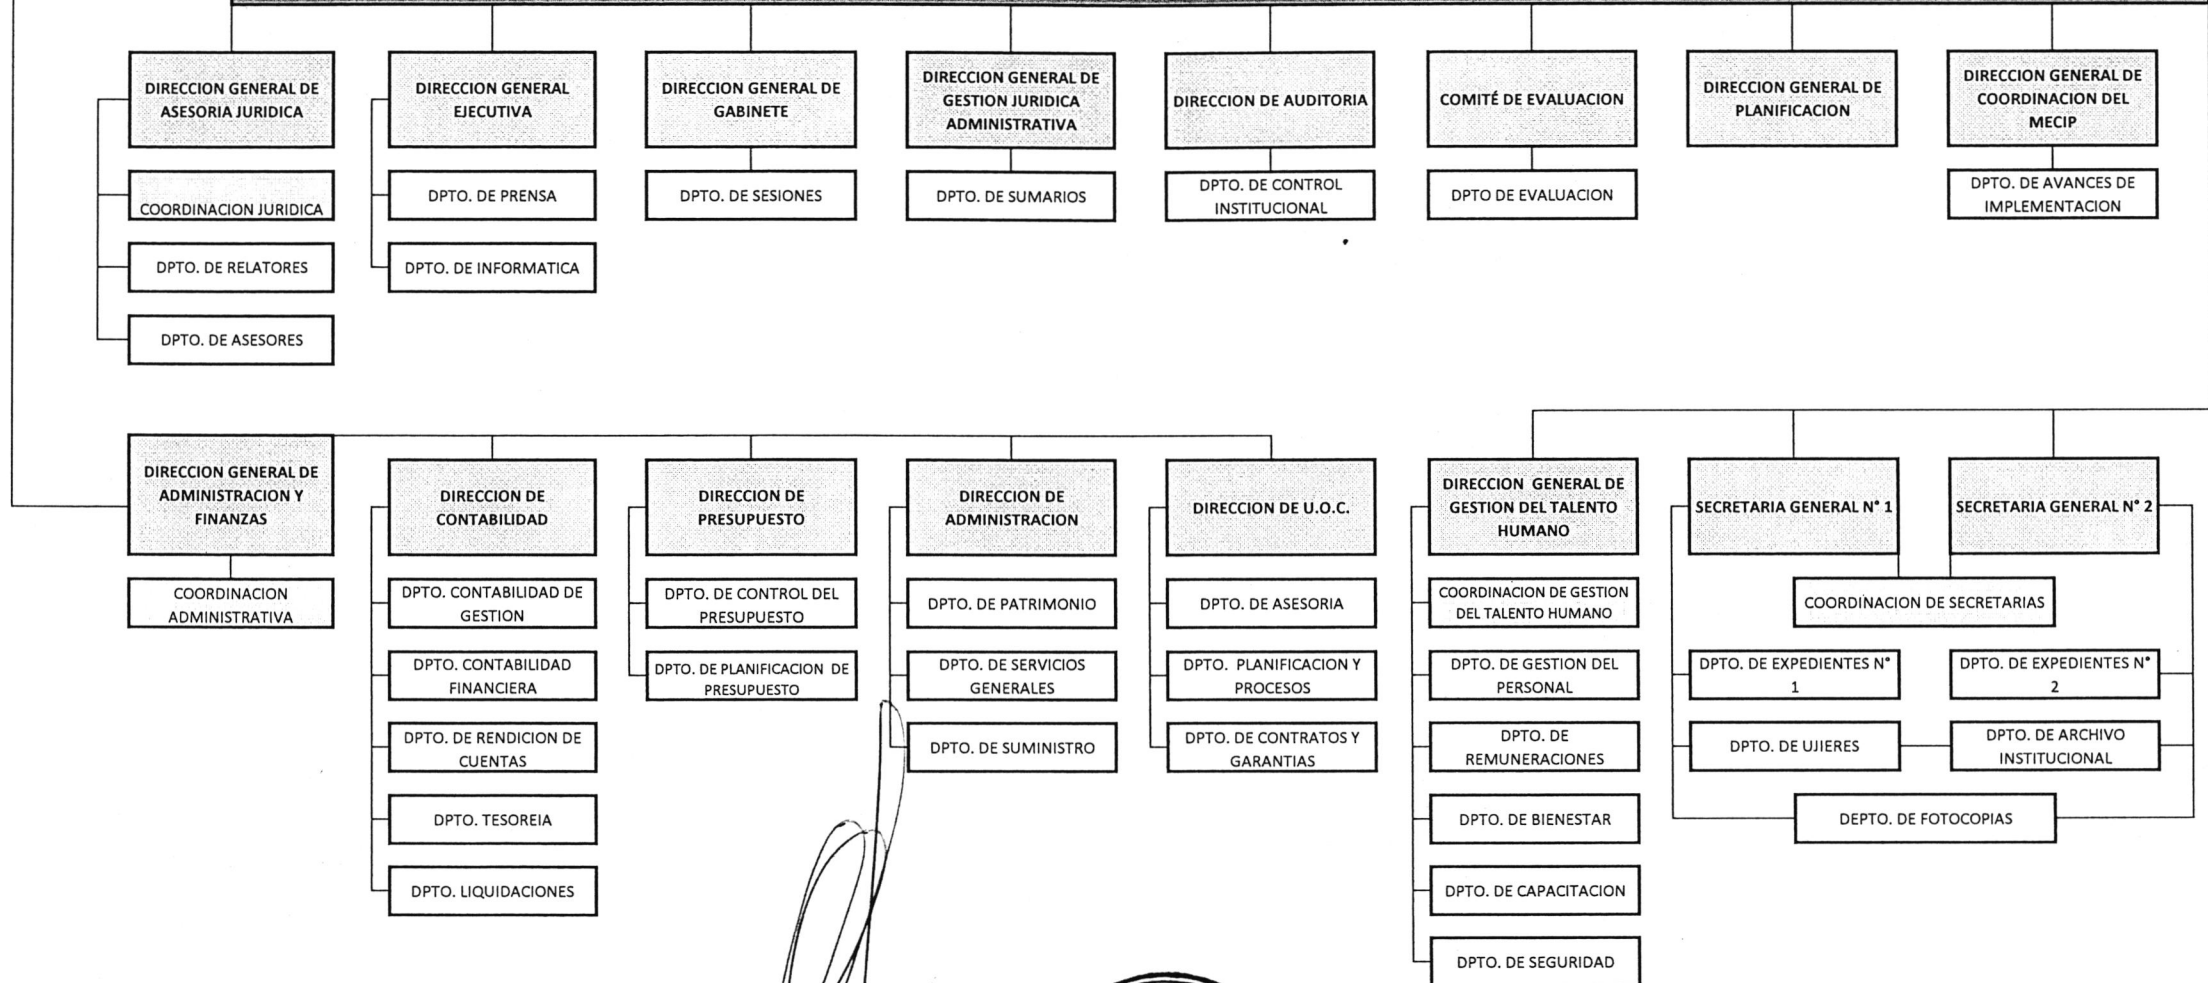 DIRECCION GENERAL DE
ASESORIA JURIDICA
DIRECCION GENERAL
EJECUTIVA
DIRECCION GENERAL DE
GABINETE
DIRECCION GENERAL DE
GESTION JURIDICA
ADMINISTRATIVA
DIRECCION DE AUDITORIA
COMITÉ DE EVALUACION
DIRECCION GENERAL DE
PLANIFICACION
DIRECCION GENERAL DE
COORDINACION DEL
MECIP
COORDINACION JURIDICA
DPTO. DE PRENSA
DPTO. DE SESIONES
DPTO. DE SUMARIOS
DPTO. DE CONTROL
INSTITUCIONAL
DPTO DE EVALUACION
DPTO. DE AVANCES DE
IMPLEMENTACION
DPTO. DE RELATORES
DPTO. DE INFORMATICA
DPTO. DE ASESORES
DIRECCION GENERAL DE
ADMINISTRACION Y
FINANZAS
DIRECCION DE
CONTABILIDAD
DIRECCION DE
PRESUPUESTO
DIRECCION DE
ADMINISTRACION
DIRECCION DE U.O.C.
DIRECCION GENERAL DE
GESTION DEL TALENTO
HUMANO
SECRETARIA GENERAL N° 1
SECRETARIA GENERAL N° 2
COORDINACION
ADMINISTRATIVA
DPTO. CONTABILIDAD DE
GESTION
DPTO. DE CONTROL DEL
PRESUPUESTO
DPTO. DE PATRIMONIO
DPTO. DE ASESORIA
COORDINACION DE GESTION
DEL TALENTO HUMANO
COORDINACION DE SECRETARIAS
DPTO. CONTABILIDAD
FINANCIERA
DPTO. DE PLANIFICACION DE
PRESUPUESTO
DPTO. DE SERVICIOS
GENERALES
DPTO. PLANIFICACION Y
PROCESOS
DPTO. DE GESTION DEL
PERSONAL
DPTO. DE EXPEDIENTES N°
1
DPTO. DE EXPEDIENTES N°
2
DPTO. DE RENDICION DE
CUENTAS
DPTO. DE SUMINISTRO
DPTO. DE CONTRATOS Y
GARANTIAS
DPTO. DE
REMUNERACIONES
DPTO. DE UJIERES
DPTO. DE ARCHIVO
INSTITUCIONAL
DPTO. TESOREIA
DPTO. DE BIENESTAR
DEPTO. DE FOTOCOPIAS
DPTO. LIQUIDACIONES
DPTO. DE CAPACITACION
DPTO. DE SEGURIDAD